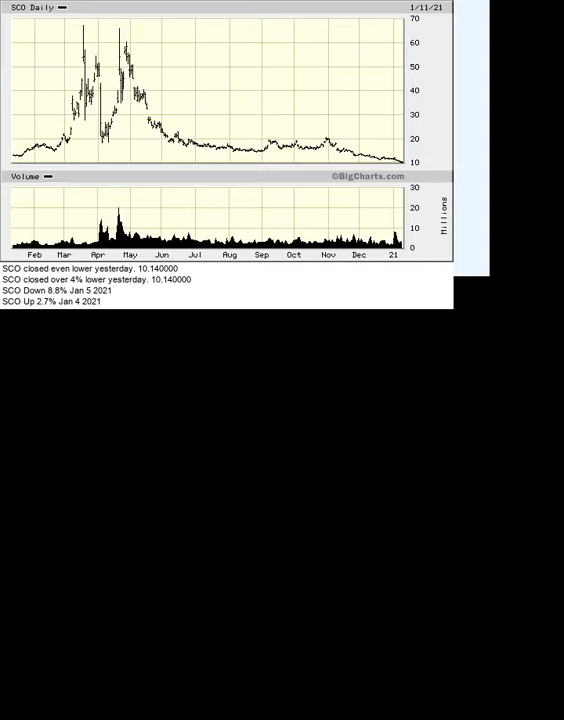 SCO Daily 1/11/21
70
60
50
40
30
20
10
Volume ©BigCharts.com
30
20
10
0
Millions
Feb Mar Apr May Jun Jul Aug Sep Oct Nov Dec 21
SCO closed even lower yesterday. 10.140000
SCO closed over 4% lower yesterday. 10.140000
SCO Down 8.8% Jan 5 2021
SCO Up 2.7% Jan 4 2021